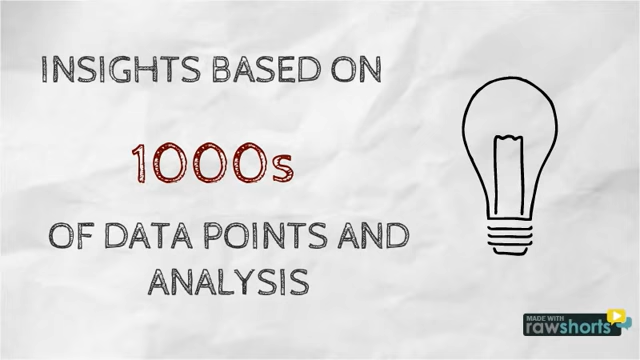 INSIGHTS BASED ON
1000s
OF DATA POINTS AND
ANALYSIS
MADE WITH
rawshorts